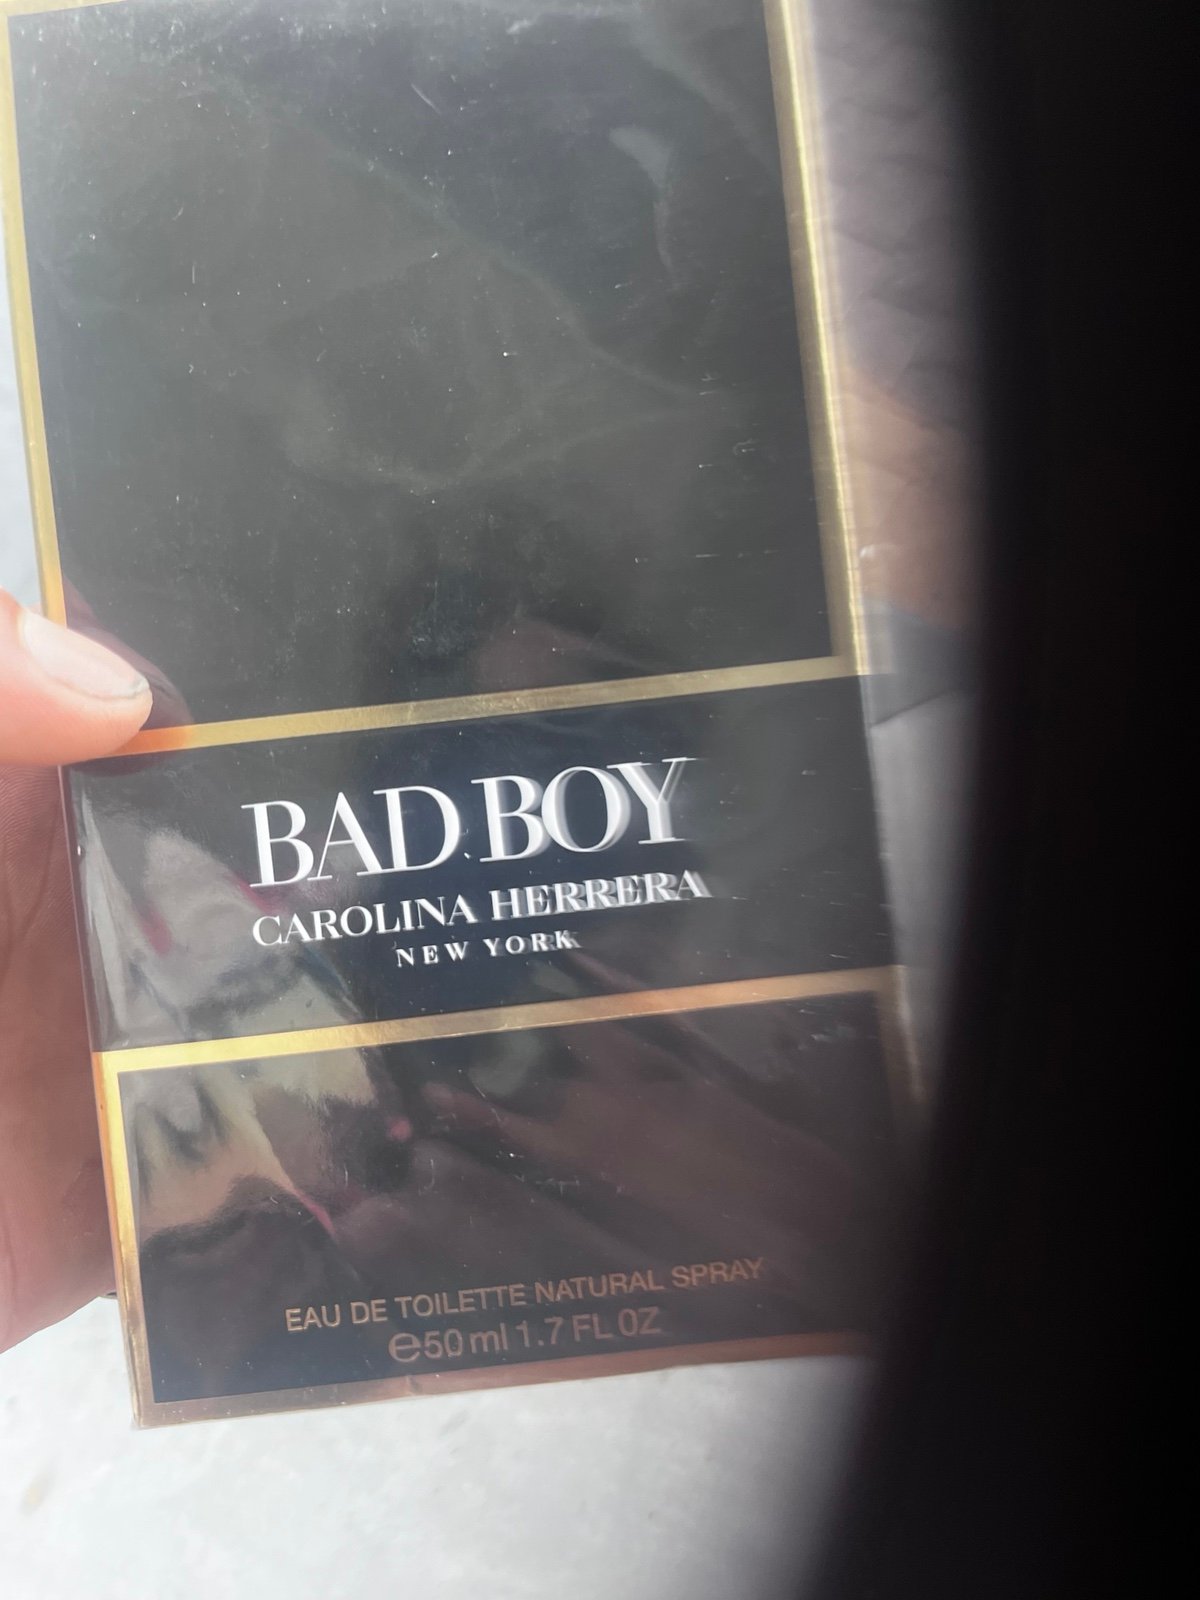 BAD BOY
CAROLINA HERRERA
NEW YORK
EAU DE TOILETTE NATURAL SPRAY
℮50 ml 1.7 FL OZ